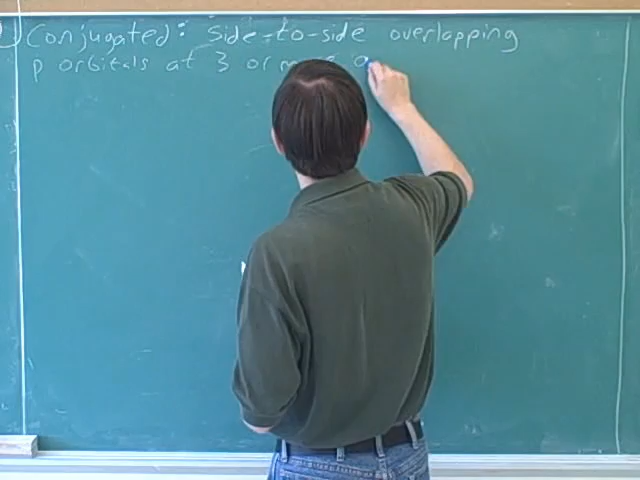 Conjugated: Side-to-side overlapping
p orbitals at 3 or